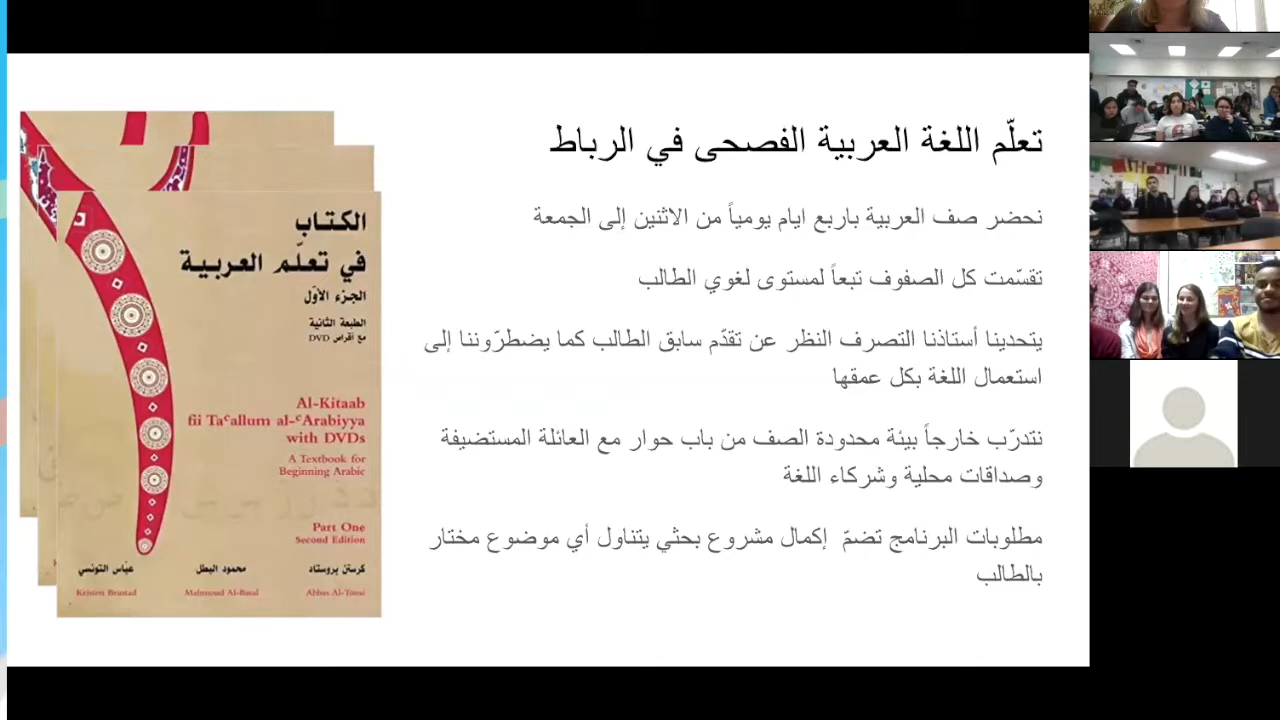 تعلّم اللغة العربية الفصحى في الرباط
نحضر صف العربية باربع ايام يومياً من الاثنين إلى الجمعة
تقسّمت كل الصفوف تبعاً لمستوى لغوي الطالب
يتحدينا أستاذنا التصرف النظر عن تقدّم سابق الطالب كما يضطرّوننا إلى
استعمال اللغة بكل عمقها
نتدرّب خارجاً بيئة محدودة الصف من باب حوار مع العائلة المستضيفة
وصداقات محلية وشركاء اللغة
مطلوبات البرنامج تضمّ إكمال مشروع بحثي يتناول أي موضوع مختار
بالطالب
الكتاب
في تعلّم العربية
الجزء الأوّل
الطبعة الثانية
مع أقراص DVD
Al-Kitaab
fii Taᶜallum al-ᶜArabiyya
with DVDs
A Textbook for
Beginning Arabic
Part One
Second Edition
كرستن بروستاد محمود البطل عبّاس التونسي
Kristen Brustad Mahmoud Al-Batal Abbas Al-Tonsi